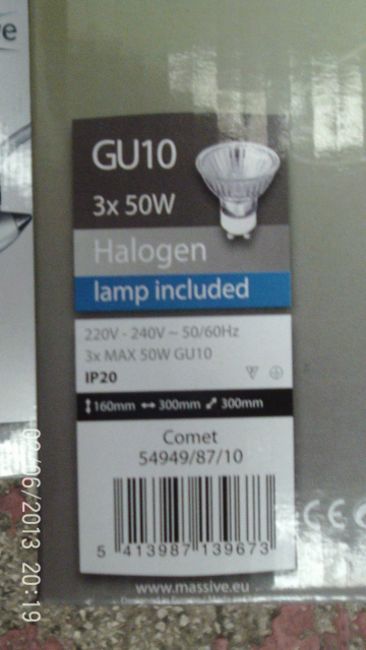 e
GU10
3x 50W
Halogen
lamp included
220V - 240V ~ 50/60Hz
3x MAX 50W GU10
IP20
160mm 300mm 300mm
Comet
54949/87/10
5 413987 139673
www.massive.eu
CE
02/06/2013 20:19